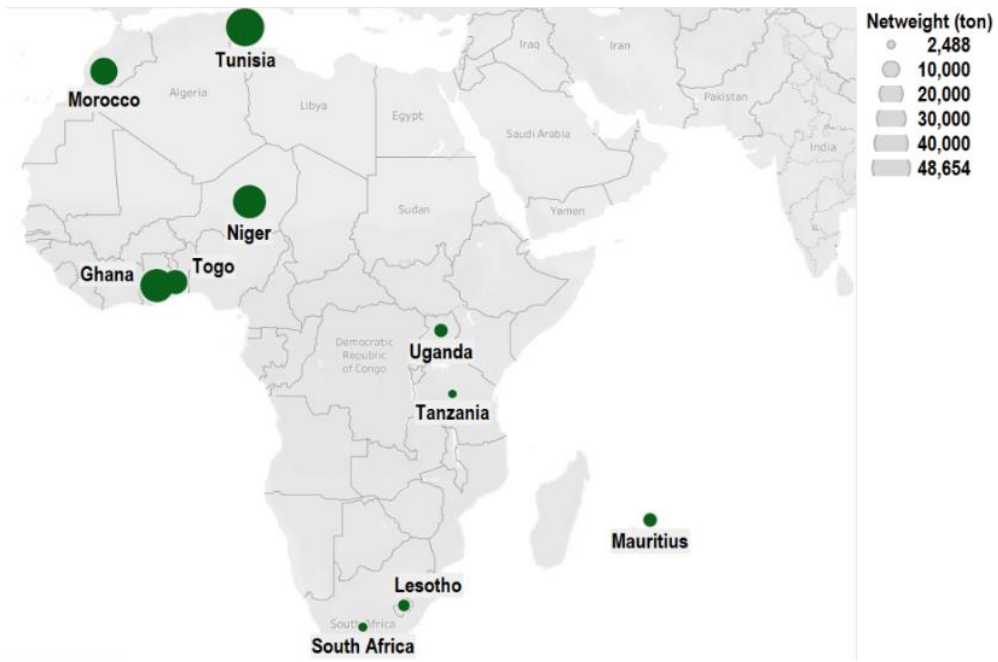 Netweight (ton)
2,488
10,000
20,000
30,000
40,000
48,654
Tunisia
Morocco
Algeria
Libya
Egypt
Iraq
Iran
Pakistan
Saudi Arabia
India
Niger
Sudan
Yemen
Ghana
Togo
Uganda
Democratic
Republic
of Congo
Tanzania
Mauritius
Lesotho
South Africa
South Africa